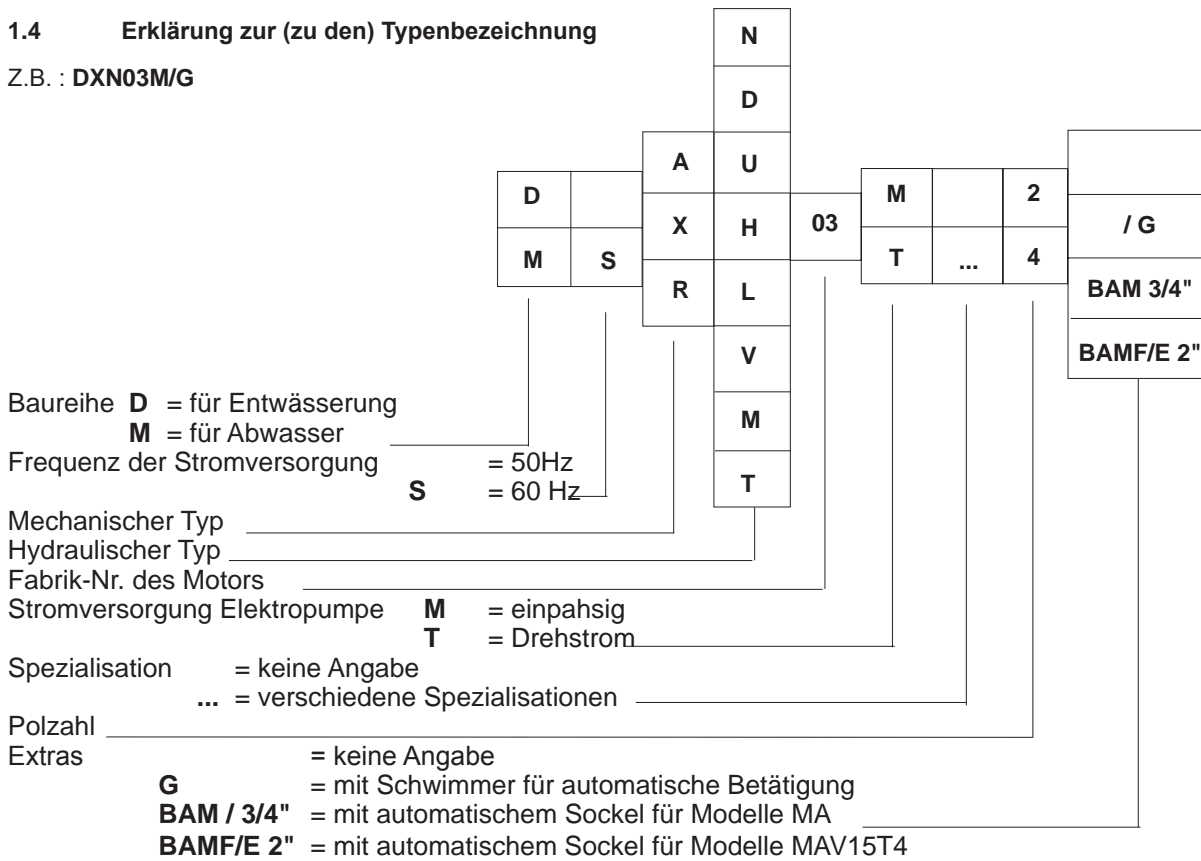 1.4 Erklärung zur (zu den) Typenbezeichnung
Z.B. : DXN03M/G
N
D
A U
D M 2
X H 03 / G
M S T ... 4
R L BAM 3/4"
V BAMF/E 2"
M
T
Baureihe D = für Entwässerung
M = für Abwasser
Frequenz der Stromversorgung = 50Hz
S = 60 Hz
Mechanischer Typ
Hydraulischer Typ
Fabrik-Nr. des Motors
Stromversorgung Elektropumpe M = einpahsig
T = Drehstrom
Spezialisation = keine Angabe
... = verschiedene Spezialisationen
Polzahl
Extras = keine Angabe
G = mit Schwimmer für automatische Betätigung
BAM / 3/4" = mit automatischem Sockel für Modelle MA
BAMF/E 2" = mit automatischem Sockel für Modelle MAV15T4